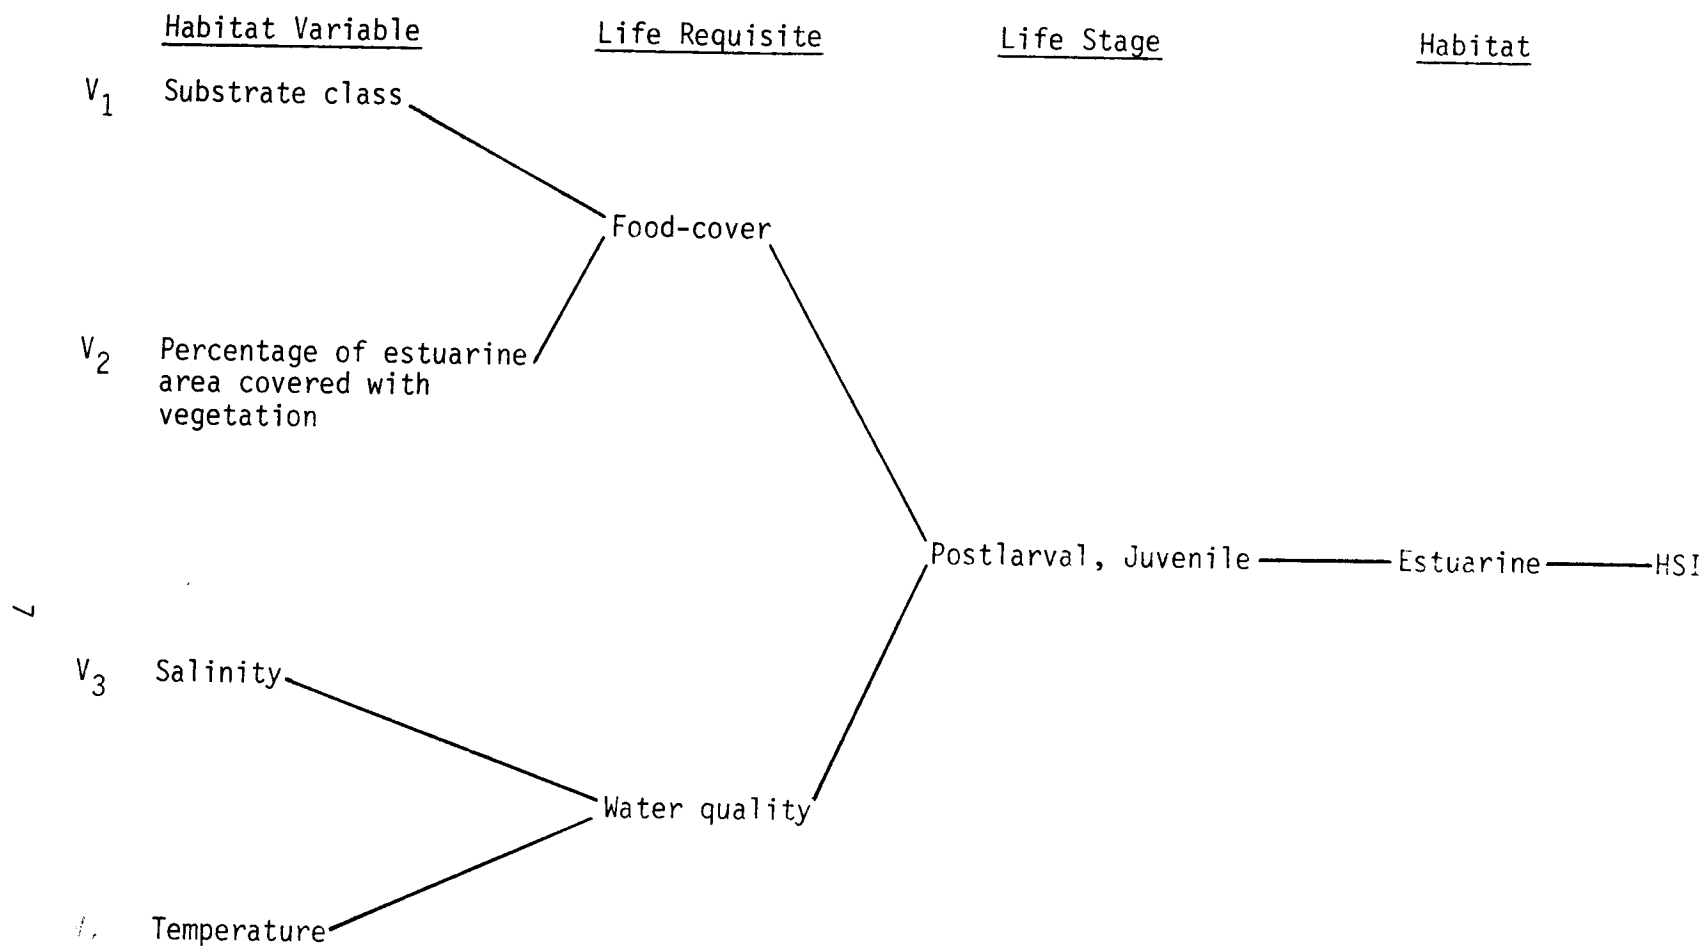 Habitat Variable Life Requisite Life Stage Habitat
V1 Substrate class
Food-cover
V2 Percentage of estuarine
area covered with
vegetation
Postlarval, Juvenile Estuarine HSI
7
V3 Salinity
Water quality
Temperature